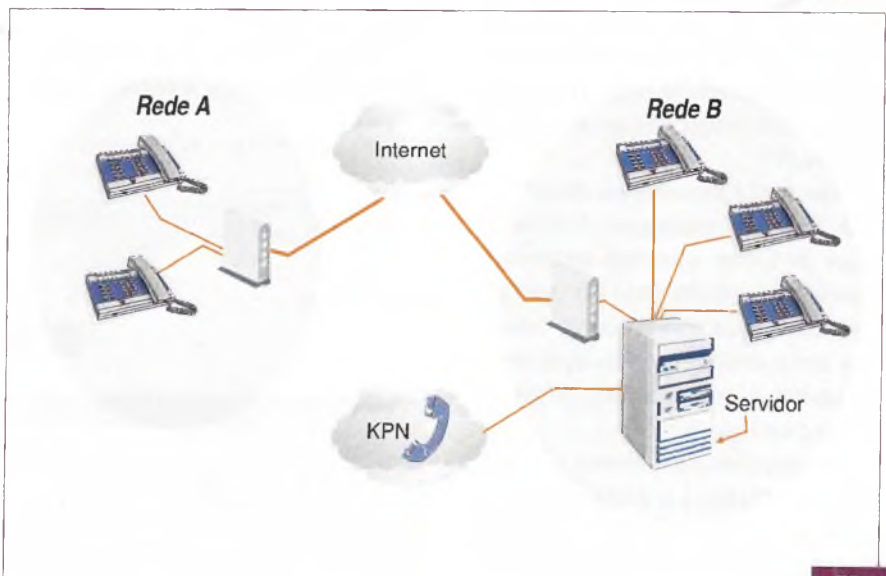 Rede A
Rede B
Internet
KPN
Servidor